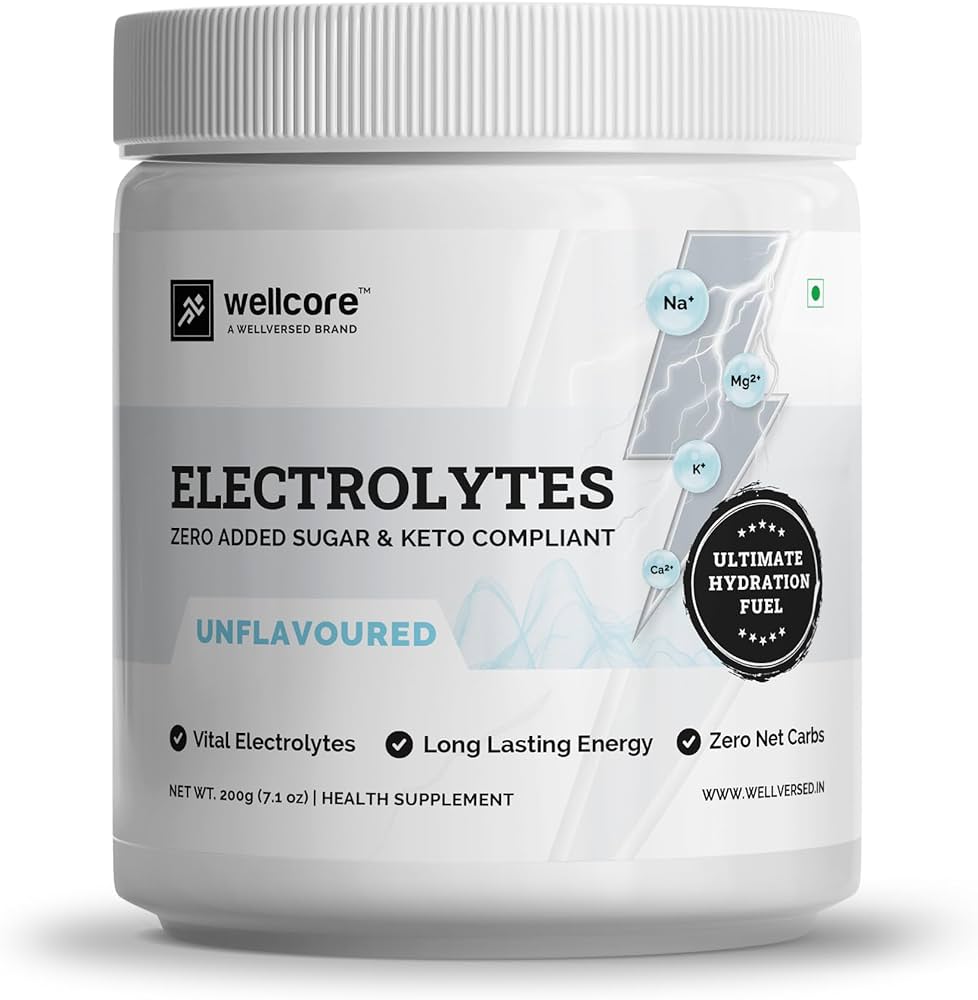 wellcore™
A WELLVERSED BRAND
Na⁺
Mg²⁺
K⁺
Ca²⁺
ELECTROLYTES
ZERO ADDED SUGAR & KETO COMPLIANT
ULTIMATE
HYDRATION
FUEL
UNFLAVOURED
Vital Electrolytes
Long Lasting Energy
Zero Net Carbs
NET WT. 200g (7.1 oz) | HEALTH SUPPLEMENT
WWW.WELLVERSED.IN